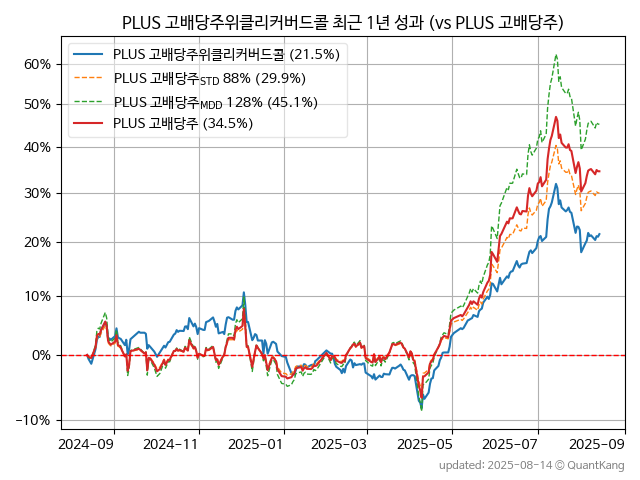 PLUS 고배당주위클리커버드콜 최근 1년 성과 (vs PLUS 고배당주)
PLUS 고배당주위클리커버드콜 (21.5%)
PLUS 고배당주STD 88% (29.9%)
PLUS 고배당주MDD 128% (45.1%)
PLUS 고배당주 (34.5%)
60%
50%
40%
30%
20%
10%
0%
−10%
2024-09 2024-11 2025-01 2025-03 2025-05 2025-07 2025-09
updated: 2025-08-14 © QuantKang